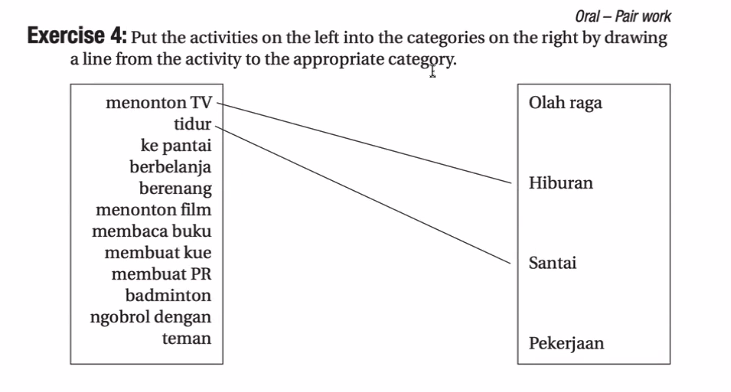 Oral – Pair work
Exercise 4: Put the activities on the left into the categories on the right by drawing
a line from the activity to the appropriate category.
menonton TV
tidur
ke pantai
berbelanja
berenang
menonton film
membaca buku
membuat kue
membuat PR
badminton
ngobrol dengan
teman
Olah raga
Hiburan
Santai
Pekerjaan